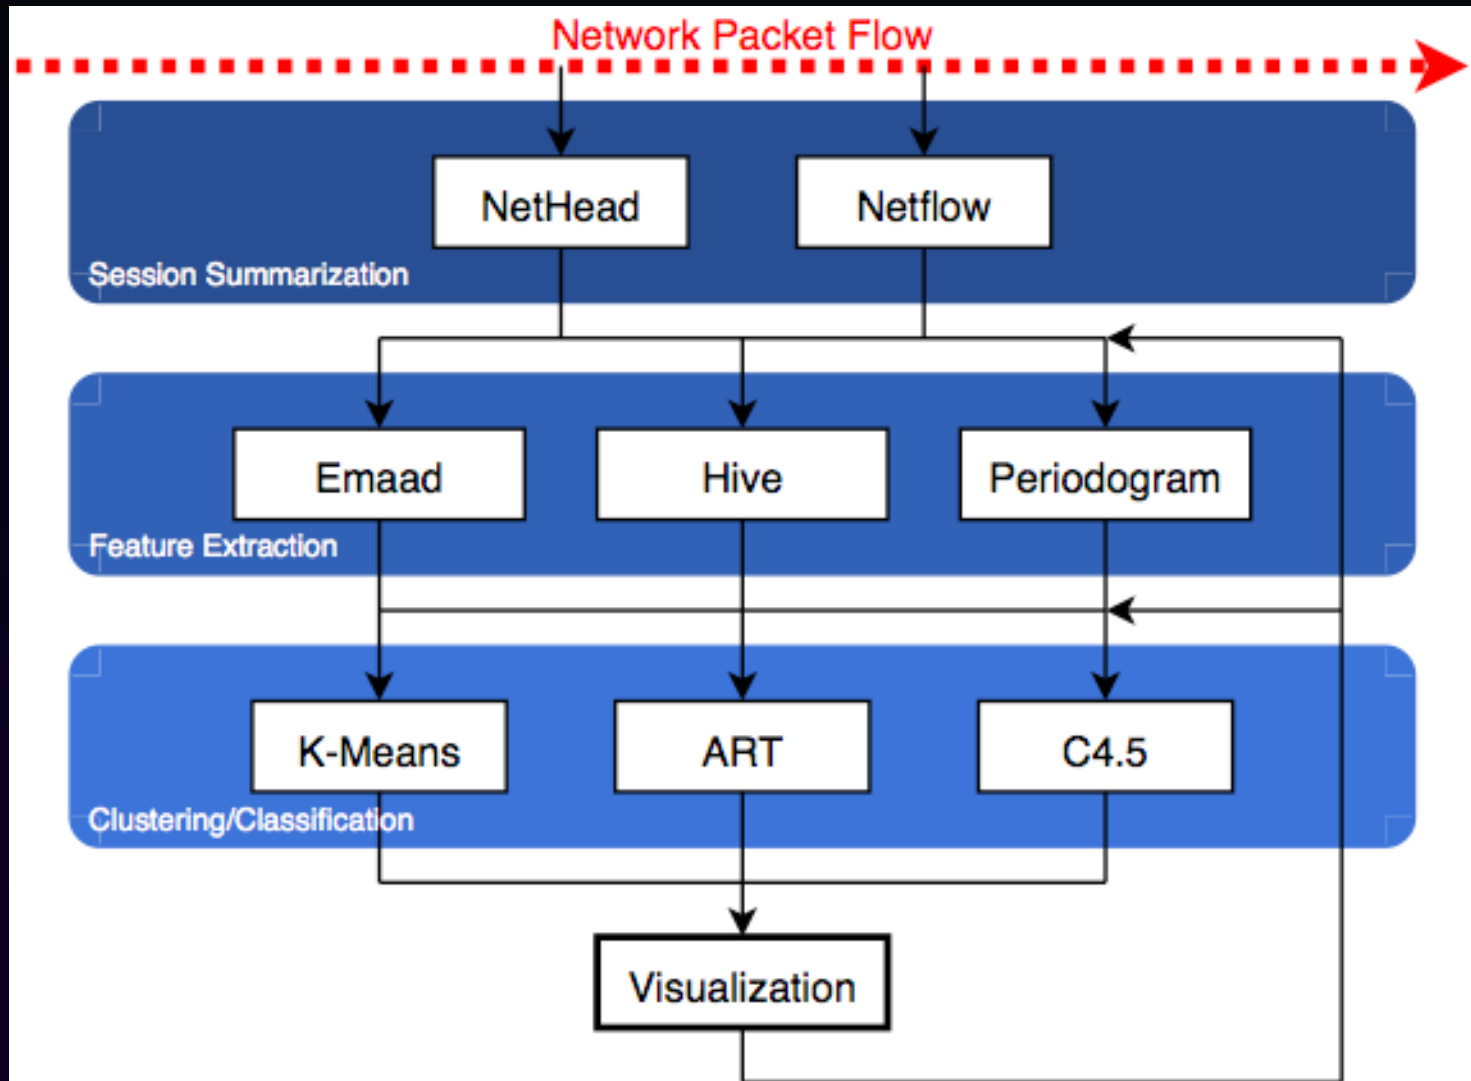 Network Packet Flow
NetHead
Netflow
Session Summarization
Emaad
Hive
Periodogram
Feature Extraction
K-Means
ART
C4.5
Clustering/Classification
Visualization